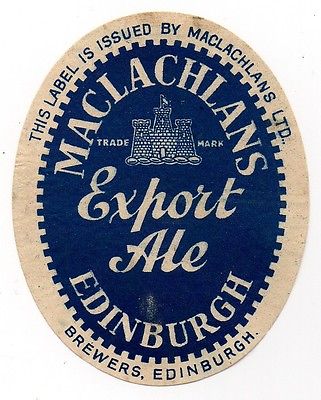 THIS LABEL IS ISSUED BY MACLACHLANS LTD.,
MACLACHLANS
TRADE MARK
Export
Ale
EDINBURGH
BREWERS, EDINBURGH.